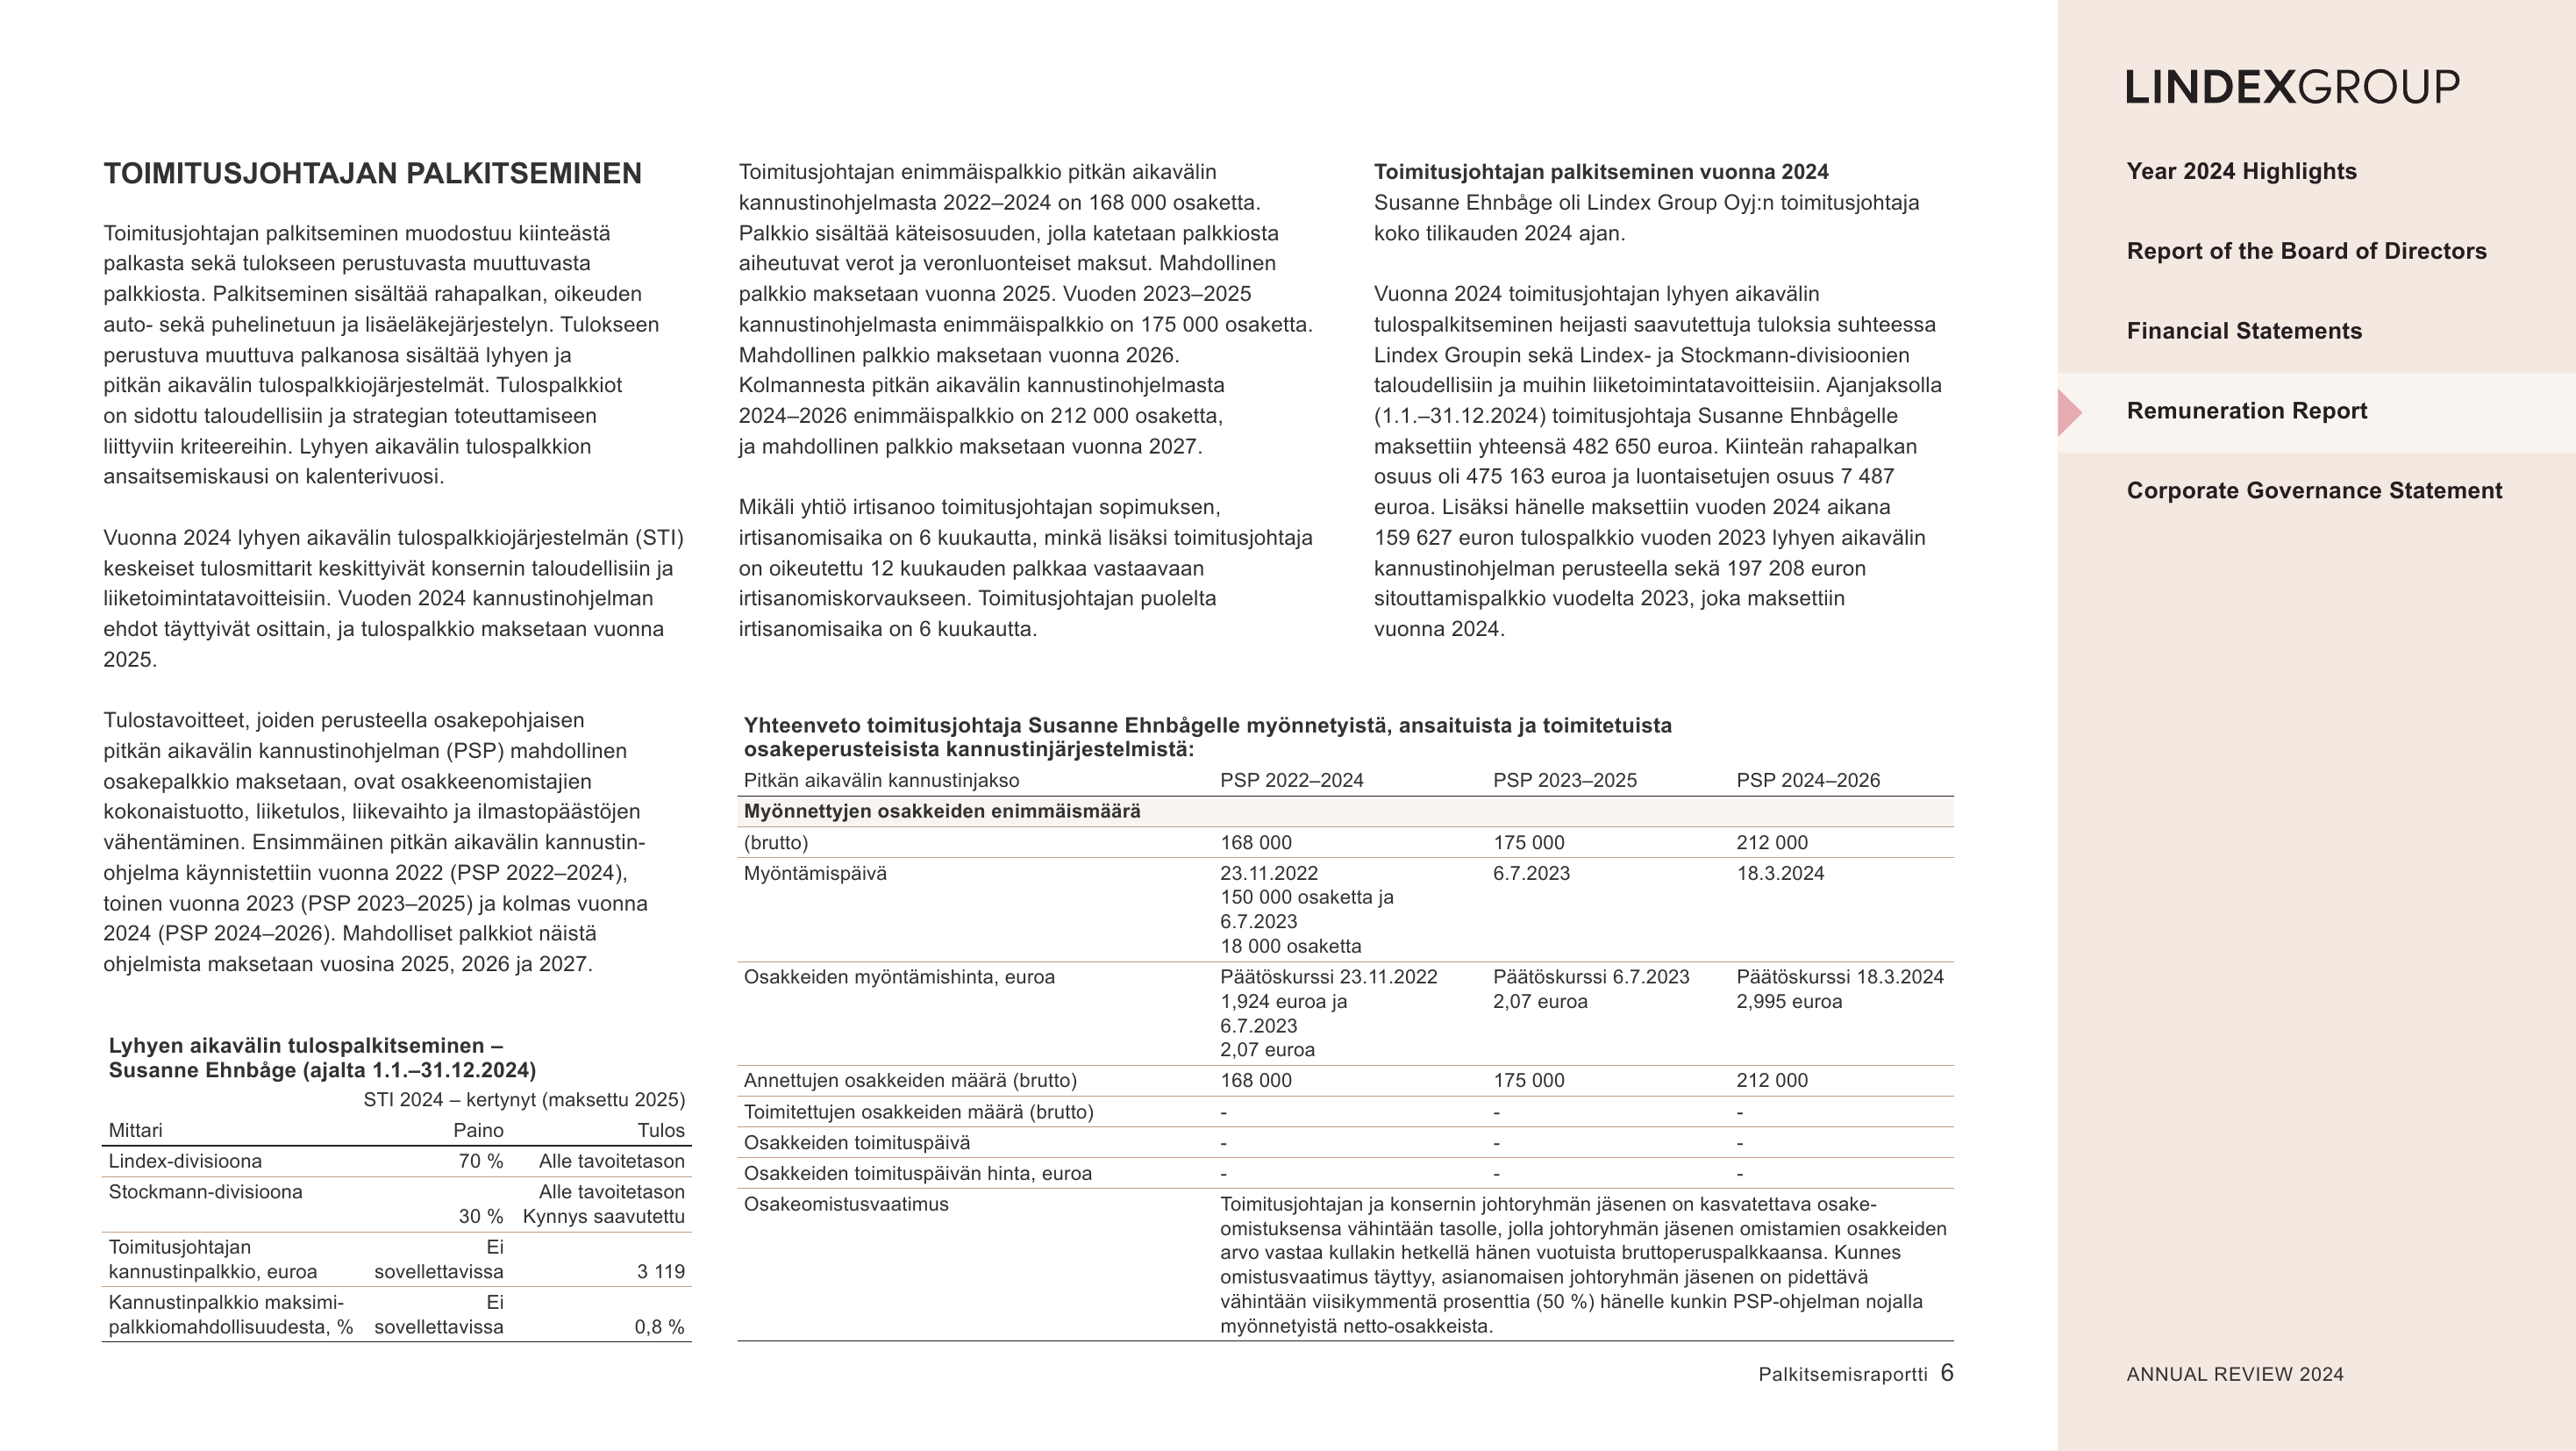 TOIMITUSJOHTAJAN PALKITSEMINEN
Toimitusjohtajan palkitseminen muodostuu kiinteästä
palkasta sekä tulokseen perustuvasta muuttuvasta
palkkiosta. Palkitseminen sisältää rahapalkan, oikeuden
auto- sekä puhelinetuun ja lisäeläkejärjestelyn. Tulokseen
perustuva muuttuva palkanosa sisältää lyhyen ja
pitkän aikavälin tulospalkkiojärjestelmät. Tulospalkkiot
on sidottu taloudellisiin ja strategian toteuttamiseen
liittyviin kriteereihin. Lyhyen aikavälin tulospalkkion
ansaitsemiskausi on kalenterivuosi.
Vuonna 2024 lyhyen aikavälin tulospalkkiojärjestelmän (STI)
keskeiset tulosmittarit keskittyivät konsernin taloudellisiin ja
liiketoimintatavoitteisiin. Vuoden 2024 kannustinohjelman
ehdot täyttyivät osittain, ja tulospalkkio maksetaan vuonna
2025.
Tulostavoitteet, joiden perusteella osakepohjaisen
pitkän aikavälin kannustinohjelman (PSP) mahdollinen
osakepalkkio maksetaan, ovat osakkeenomistajien
kokonaistuotto, liiketulos, liikevaihto ja ilmastopäästöjen
vähentäminen. Ensimmäinen pitkän aikavälin kannustin-
ohjelma käynnistettiin vuonna 2022 (PSP 2022–2024),
toinen vuonna 2023 (PSP 2023–2025) ja kolmas vuonna
2024 (PSP 2024–2026). Mahdolliset palkkiot näistä
ohjelmista maksetaan vuosina 2025, 2026 ja 2027.
Lyhyen aikavälin tulospalkitseminen –
Susanne Ehnbåge (ajalta 1.1.–31.12.2024)
STI 2024 – kertynyt (maksettu 2025)
Mittari Paino Tulos
Lindex-divisioona 70 % Alle tavoitetason
Stockmann-divisioona Alle tavoitetason
30 % Kynnys saavutettu
Toimitusjohtajan Ei
kannustinpalkkio, euroa sovellettavissa 3 119
Kannustinpalkkio maksimi- Ei
palkkiomahdollisuudesta, % sovellettavissa 0,8 %
Toimitusjohtajan enimmäispalkkio pitkän aikavälin
kannustinohjelmasta 2022–2024 on 168 000 osaketta.
Palkkio sisältää käteisosuuden, jolla katetaan palkkiosta
aiheutuvat verot ja veronluonteiset maksut. Mahdollinen
palkkio maksetaan vuonna 2025. Vuoden 2023–2025
kannustinohjelmasta enimmäispalkkio on 175 000 osaketta.
Mahdollinen palkkio maksetaan vuonna 2026.
Kolmannesta pitkän aikavälin kannustinohjelmasta
2024–2026 enimmäispalkkio on 212 000 osaketta,
ja mahdollinen palkkio maksetaan vuonna 2027.
Mikäli yhtiö irtisanoo toimitusjohtajan sopimuksen,
irtisanomisaika on 6 kuukautta, minkä lisäksi toimitusjohtaja
on oikeutettu 12 kuukauden palkkaa vastaavaan
irtisanomiskorvaukseen. Toimitusjohtajan puolelta
irtisanomisaika on 6 kuukautta.
Toimitusjohtajan palkitseminen vuonna 2024
Susanne Ehnbåge oli Lindex Group Oyj:n toimitusjohtaja
koko tilikauden 2024 ajan.
Vuonna 2024 toimitusjohtajan lyhyen aikavälin
tulospalkitseminen heijasti saavutettuja tuloksia suhteessa
Lindex Groupin sekä Lindex- ja Stockmann-divisioonien
taloudellisiin ja muihin liiketoimintatavoitteisiin. Ajanjaksolla
(1.1.–31.12.2024) toimitusjohtaja Susanne Ehnbågelle
maksettiin yhteensä 482 650 euroa. Kiinteän rahapalkan
osuus oli 475 163 euroa ja luontaisetujen osuus 7 487
euroa. Lisäksi hänelle maksettiin vuoden 2024 aikana
159 627 euron tulospalkkio vuoden 2023 lyhyen aikavälin
kannustinohjelman perusteella sekä 197 208 euron
sitouttamispalkkio vuodelta 2023, joka maksettiin
vuonna 2024.
Yhteenveto toimitusjohtaja Susanne Ehnbågelle myönnetyistä, ansaituista ja toimitetuista
osakeperusteisista kannustinjärjestelmistä:
Pitkän aikavälin kannustinjakso PSP 2022–2024 PSP 2023–2025 PSP 2024–2026
Myönnettyjen osakkeiden enimmäismäärä
(brutto) 168 000 175 000 212 000
Myöntämispäivä 23.11.2022 6.7.2023 18.3.2024
150 000 osaketta ja
6.7.2023
18 000 osaketta
Osakkeiden myöntämishinta, euroa Päätöskurssi 23.11.2022 Päätöskurssi 6.7.2023 Päätöskurssi 18.3.2024
1,924 euroa ja 2,07 euroa 2,995 euroa
6.7.2023
2,07 euroa
Annettujen osakkeiden määrä (brutto) 168 000 175 000 212 000
Toimitettujen osakkeiden määrä (brutto) - - -
Osakkeiden toimituspäivä - - -
Osakkeiden toimituspäivän hinta, euroa - - -
Osakeomistusvaatimus Toimitusjohtajan ja konsernin johtoryhmän jäsenen on kasvatettava osake-
omistuksensa vähintään tasolle, jolla johtoryhmän jäsenen omistamien osakkeiden
arvo vastaa kullakin hetkellä hänen vuotuista bruttoperuspalkkaansa. Kunnes
omistusvaatimus täyttyy, asianomaisen johtoryhmän jäsenen on pidettävä
vähintään viisikymmentä prosenttia (50 %) hänelle kunkin PSP-ohjelman nojalla
myönnetyistä netto-osakkeista.
Palkitsemisraportti 6
LINDEXGROUP
Year 2024 Highlights
Report of the Board of Directors
Financial Statements
Remuneration Report
Corporate Governance Statement
ANNUAL REVIEW 2024